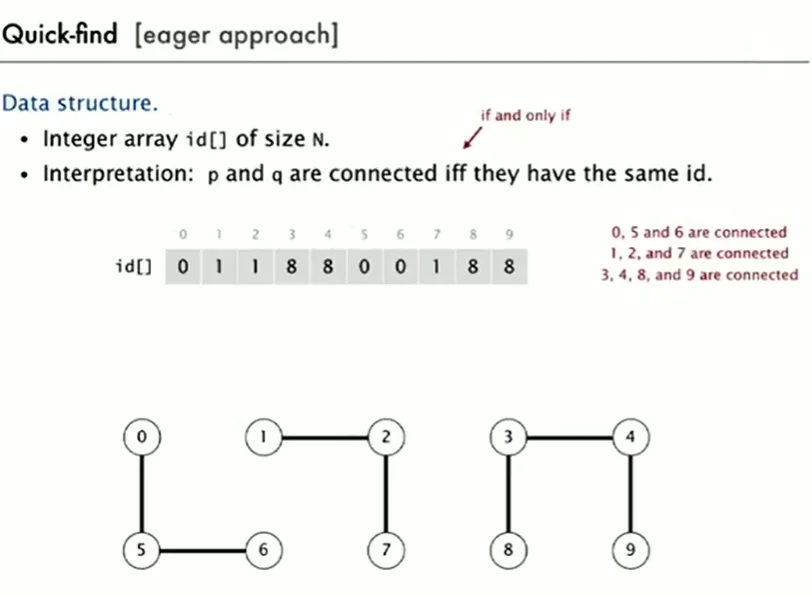 Quick-find [eager approach]
Data structure.
if and only if
• Integer array id[] of size N.
• Interpretation: p and q are connected iff they have the same id.
0 1 2 3 4 5 6 7 8 9
id[] 0 1 1 8 8 0 0 1 8 8
0, 5 and 6 are connected
1, 2, and 7 are connected
3, 4, 8, and 9 are connected
0 1 2 3 4
5 6 7 8 9